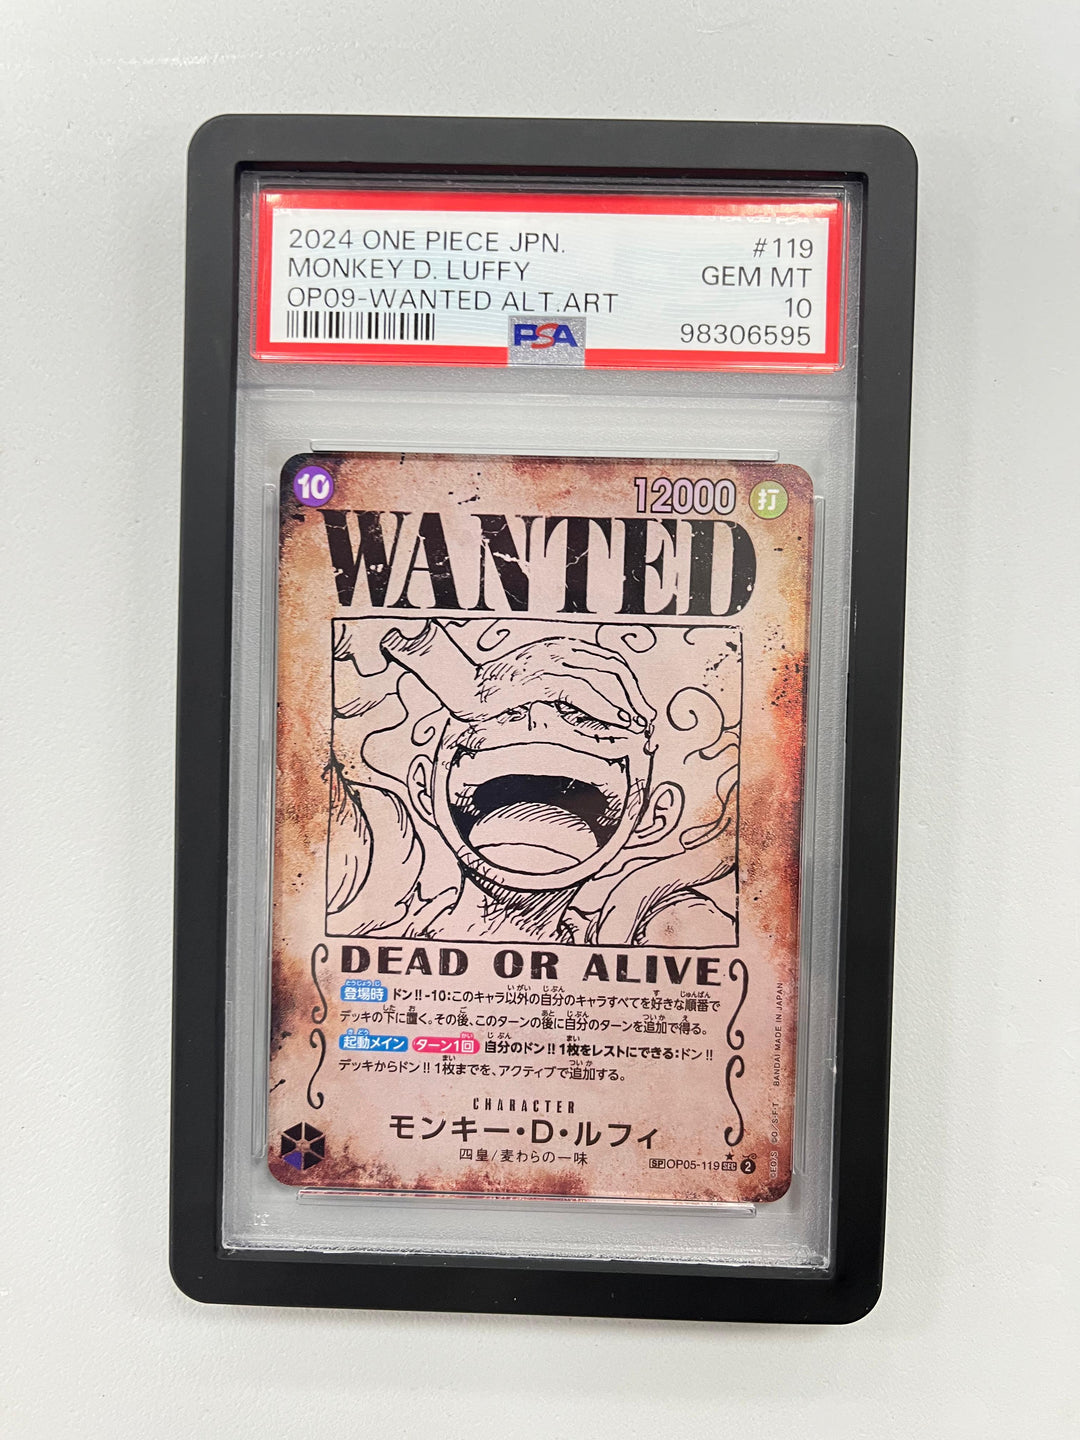 2024 ONE PIECE JPN. #119
MONKEY D. LUFFY GEM MT
OP09-WANTED ALT.ART 10
PSA 98306595
10 12000 打
WANTED
DEAD OR ALIVE
登場時 ドン!!-10:このキャラ以外の自分のキャラすべてを好きな順番で
デッキの下に置く。その後、このターンの後に自分のターンを追加で得る。
起動メイン ターン1回 自分のドン!!1枚をレストにできる:ドン!!
デッキからドン!!1枚までを、アクティブで追加する。
CHARACTER
モンキー・D・ルフィ
四皇/麦わらの一味
SP OP05-119 SEC 2
BANDAI MADE IN JAPAN